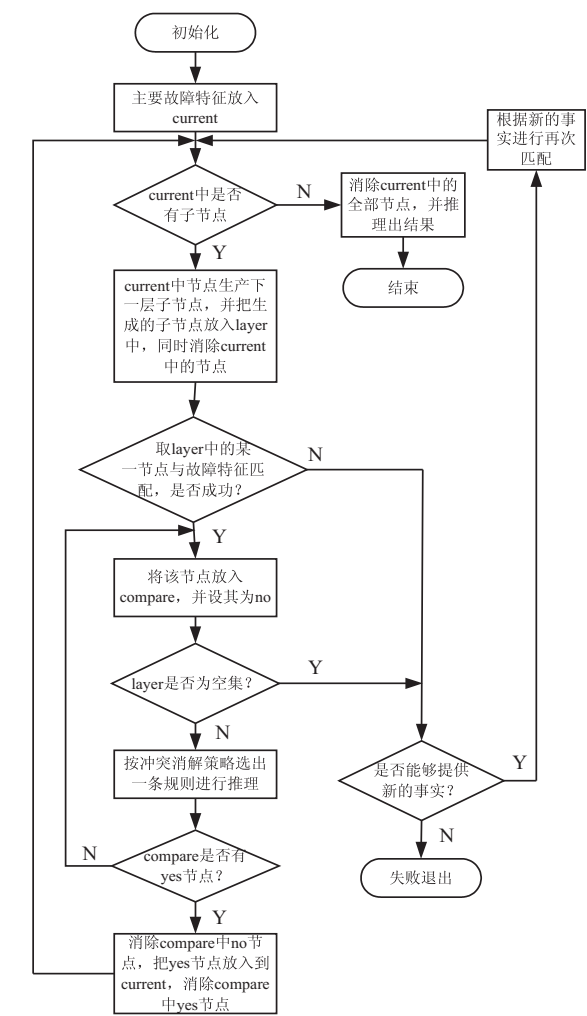 初始化
主要故障特征放入
current
根据新的事
实进行再次
匹配
current中是否
有子节点
N
消除current中的
全部节点，并推
理出结果
Y
结束
current中节点生产下
一层子节点，并把生
成的子节点放入layer
中，同时消除current
中的节点
取layer中的某
一节点与故障特征匹
配，是否成功？
N
Y
将该节点放入
compare，并设其为no
layer是否为空集？
Y
N
按冲突消解策略选出
一条规则进行推理
是否能够提供
新的事实？
Y
N
compare是否有
yes节点？
N
失败退出
Y
消除compare中no节
点，把yes节点放入到
current，消除compare
中yes节点